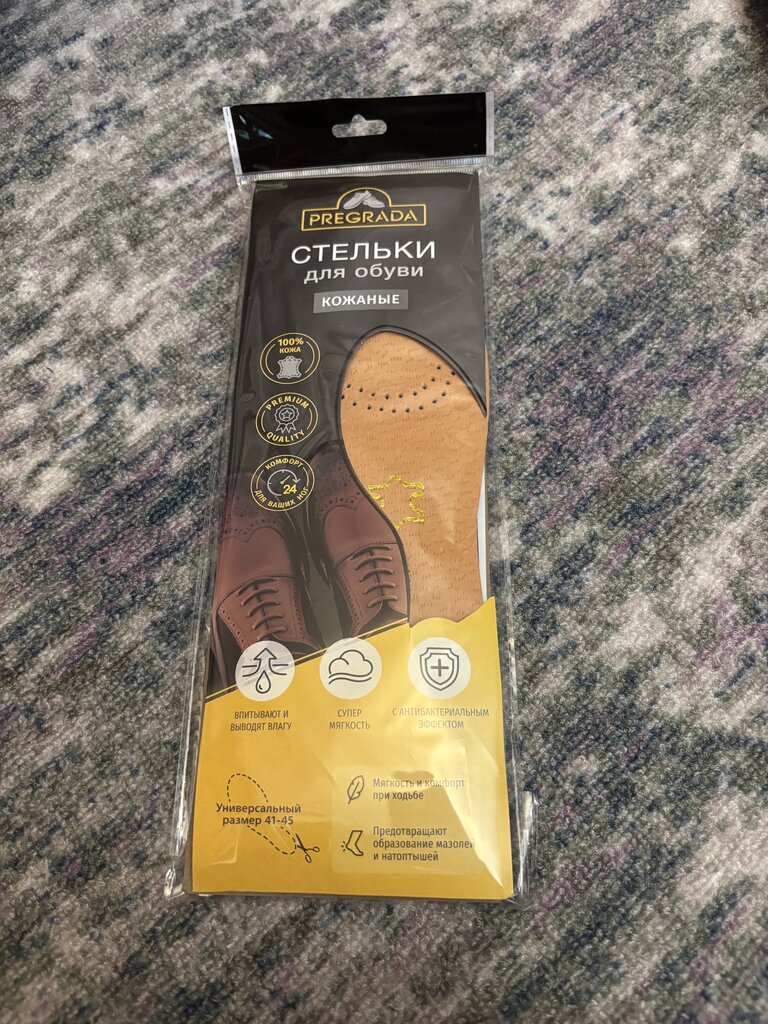 PREGRADA
СТЕЛЬКИ
для обуви
КОЖАНЫЕ
100%
КОЖА
PREMIUM
QUALITY
КОМФОРТ
24
ДЛЯ ВАШИХ НОГ
ВПИТЫВАЮТ И
ВЫВОДЯТ ВЛАГУ
СУПЕР
МЯГКОСТЬ
С АНТИБАКТЕРИАЛЬНЫМ
ЭФФЕКТОМ
Универсальный
размер 41-45
Мягкость и комфорт
при ходьбе
Предотвращают
образование мазолей
и натоптышей